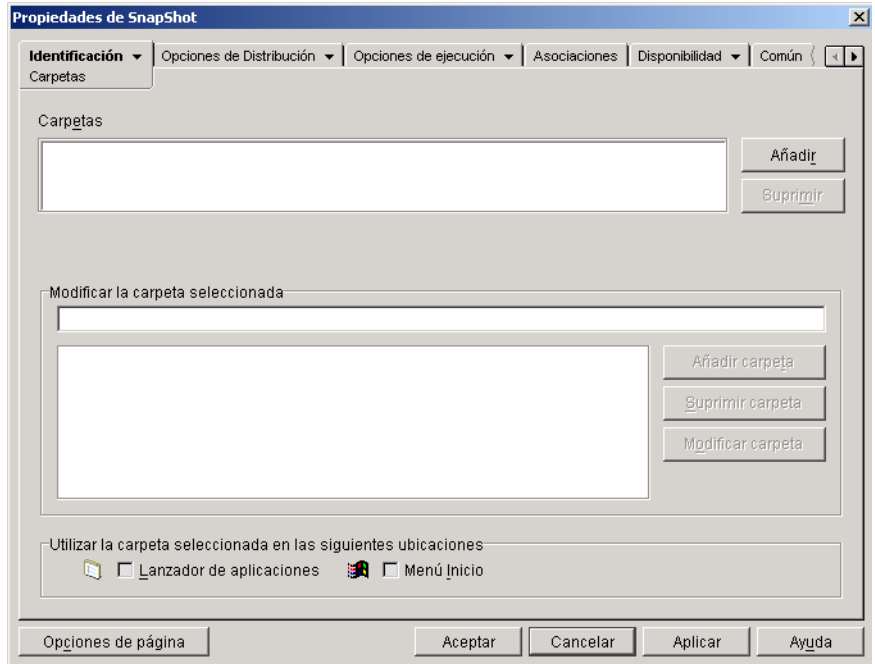 Propiedades de SnapShot
Identificación Opciones de Distribución Opciones de ejecución Asociaciones Disponibilidad Común
Carpetas
Carpetas
Añadir
Suprimir
Modificar la carpeta seleccionada
Añadir carpeta
Suprimir carpeta
Modificar carpeta
Utilizar la carpeta seleccionada en las siguientes ubicaciones
Lanzador de aplicaciones Menú Inicio
Opciones de página Aceptar Cancelar Aplicar Ayuda